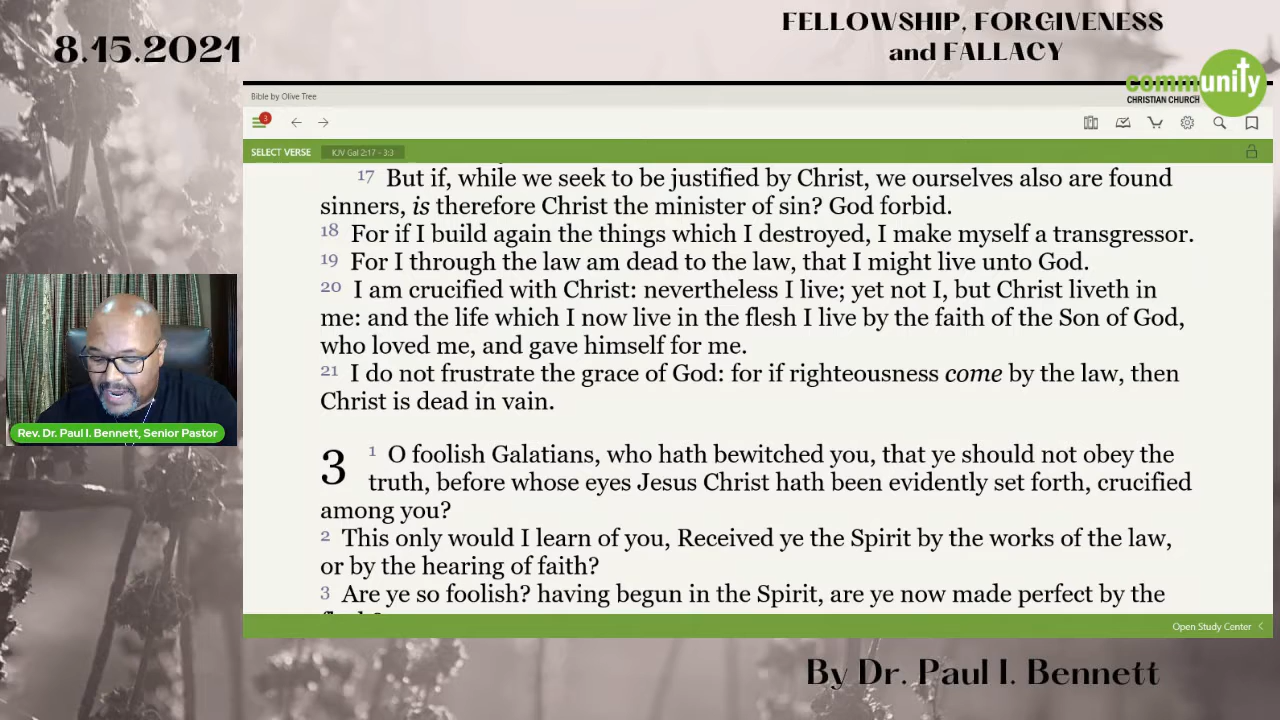 8.15.2021
FELLOWSHIP, FORGIVENESS
and FALLACY
community
CHRISTIAN CHURCH
Bible by Olive Tree
3
SELECT VERSE
KJV Gal 2:17 - 3:3
17 But if, while we seek to be justified by Christ, we ourselves also are found
sinners, is therefore Christ the minister of sin? God forbid.
18 For if I build again the things which I destroyed, I make myself a transgressor.
19 For I through the law am dead to the law, that I might live unto God.
20 I am crucified with Christ: nevertheless I live; yet not I, but Christ liveth in
me: and the life which I now live in the flesh I live by the faith of the Son of God,
who loved me, and gave himself for me.
21 I do not frustrate the grace of God: for if righteousness come by the law, then
Christ is dead in vain.
3 1 O foolish Galatians, who hath bewitched you, that ye should not obey the
truth, before whose eyes Jesus Christ hath been evidently set forth, crucified
among you?
2 This only would I learn of you, Received ye the Spirit by the works of the law,
or by the hearing of faith?
3 Are ye so foolish? having begun in the Spirit, are ye now made perfect by the
Open Study Center
Rev. Dr. Paul I. Bennett, Senior Pastor
By Dr. Paul I. Bennett